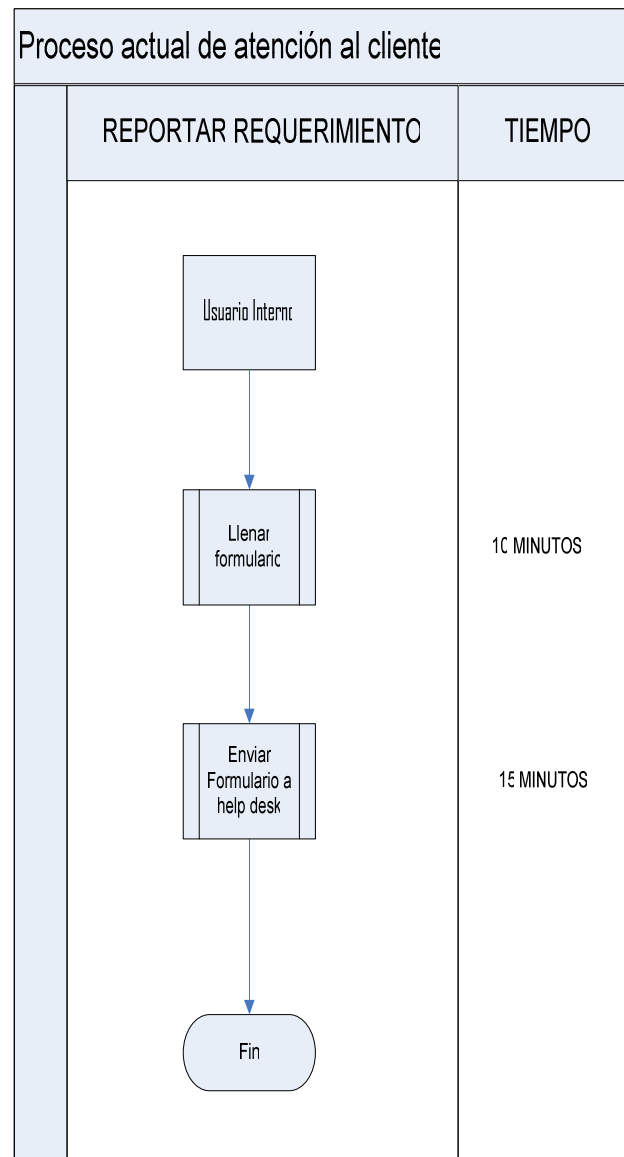 Proceso actual de atención al cliente
REPORTAR REQUERIMIENTO
TIEMPO
Usuario Interno
Llenar
formulario
10 MINUTOS
Enviar
Formulario a
help desk
15 MINUTOS
Fin